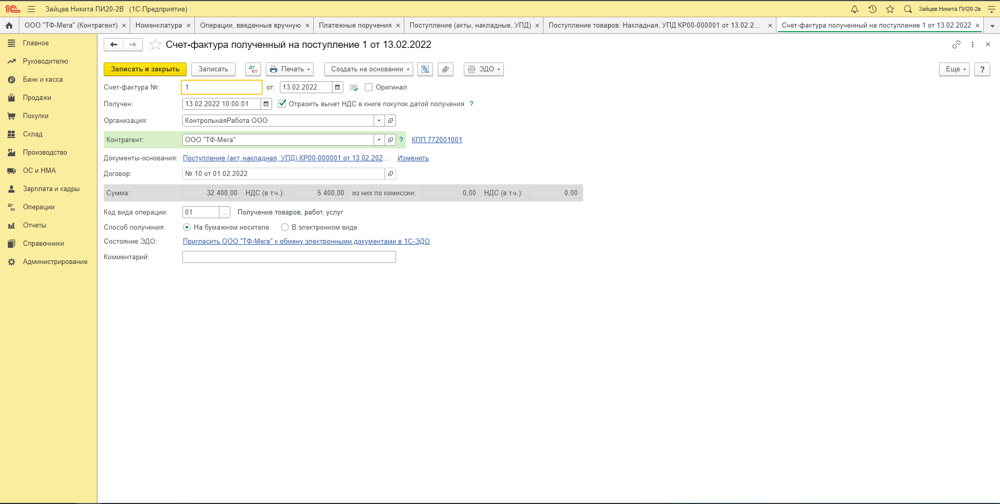 1С Зайцев Никита ПИ20-2В (1С:Предприятие) Зайцев Никита ПИ20-2в
ООО "ТФ-Мега" (Контрагент) × Номенклатура × Операции, введенные вручную × Платежные поручения × Поступление (акты, накладные, УПД) × Поступление товаров: Накладная, УПД КР00-000001 от 13.02.2... × Счет-фактура полученный на поступление 1 от 13.02.2022 ×
Главное
Руководителю
Банк и касса
Продажи
Покупки
Склад
Производство
ОС и НМА
Зарплата и кадры
Дт Кт Операции
Отчеты
Справочники
Администрирование
Счет-фактура полученный на поступление 1 от 13.02.2022
Записать и закрыть Записать Дт Кт Печать Создать на основании ЭДО Еще ?
Счет-фактура №: 1 от: 13.02.2022 Оригинал
Получен: 13.02.2022 10:00:01 Отразить вычет НДС в книге покупок датой получения ?
Организация: КонтрольнаяРабота ООО
Контрагент: ООО "ТФ-Мега" ? КПП 772001001
Документы-основания: Поступление (акт, накладная, УПД) КР00-000001 от 13.02.202... Изменить
Договор: № 10 от 01.02.2022
Сумма: 32 400,00 НДС (в т.ч.): 5 400,00 из них по комиссии: 0,00 НДС (в т.ч.): 0,00
Код вида операции: 01 ... Получение товаров, работ, услуг
Способ получения: На бумажном носителе В электронном виде
Состояние ЭДО: Пригласить ООО "ТФ-Мега" к обмену электронными документами в 1С-ЭДО
Комментарий: